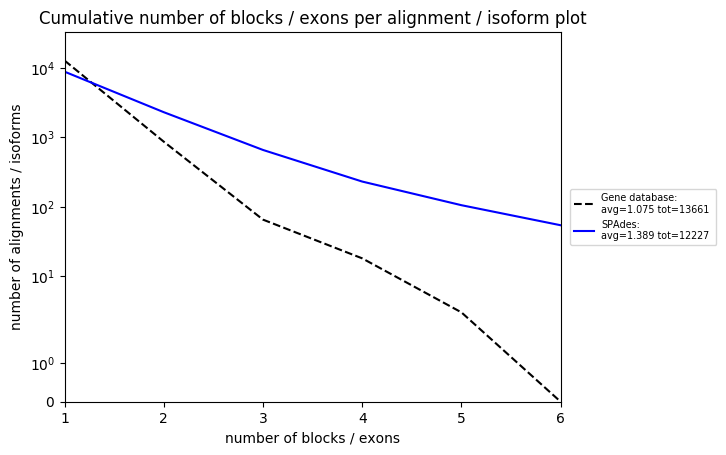 Cumulative number of blocks / exons per alignment / isoform plot
number of alignments / isoforms
10^4
10^3
10^2
10^1
10^0
0
1 2 3 4 5 6
number of blocks / exons
Gene database:
avg=1.075 tot=13661
SPAdes:
avg=1.389 tot=12227